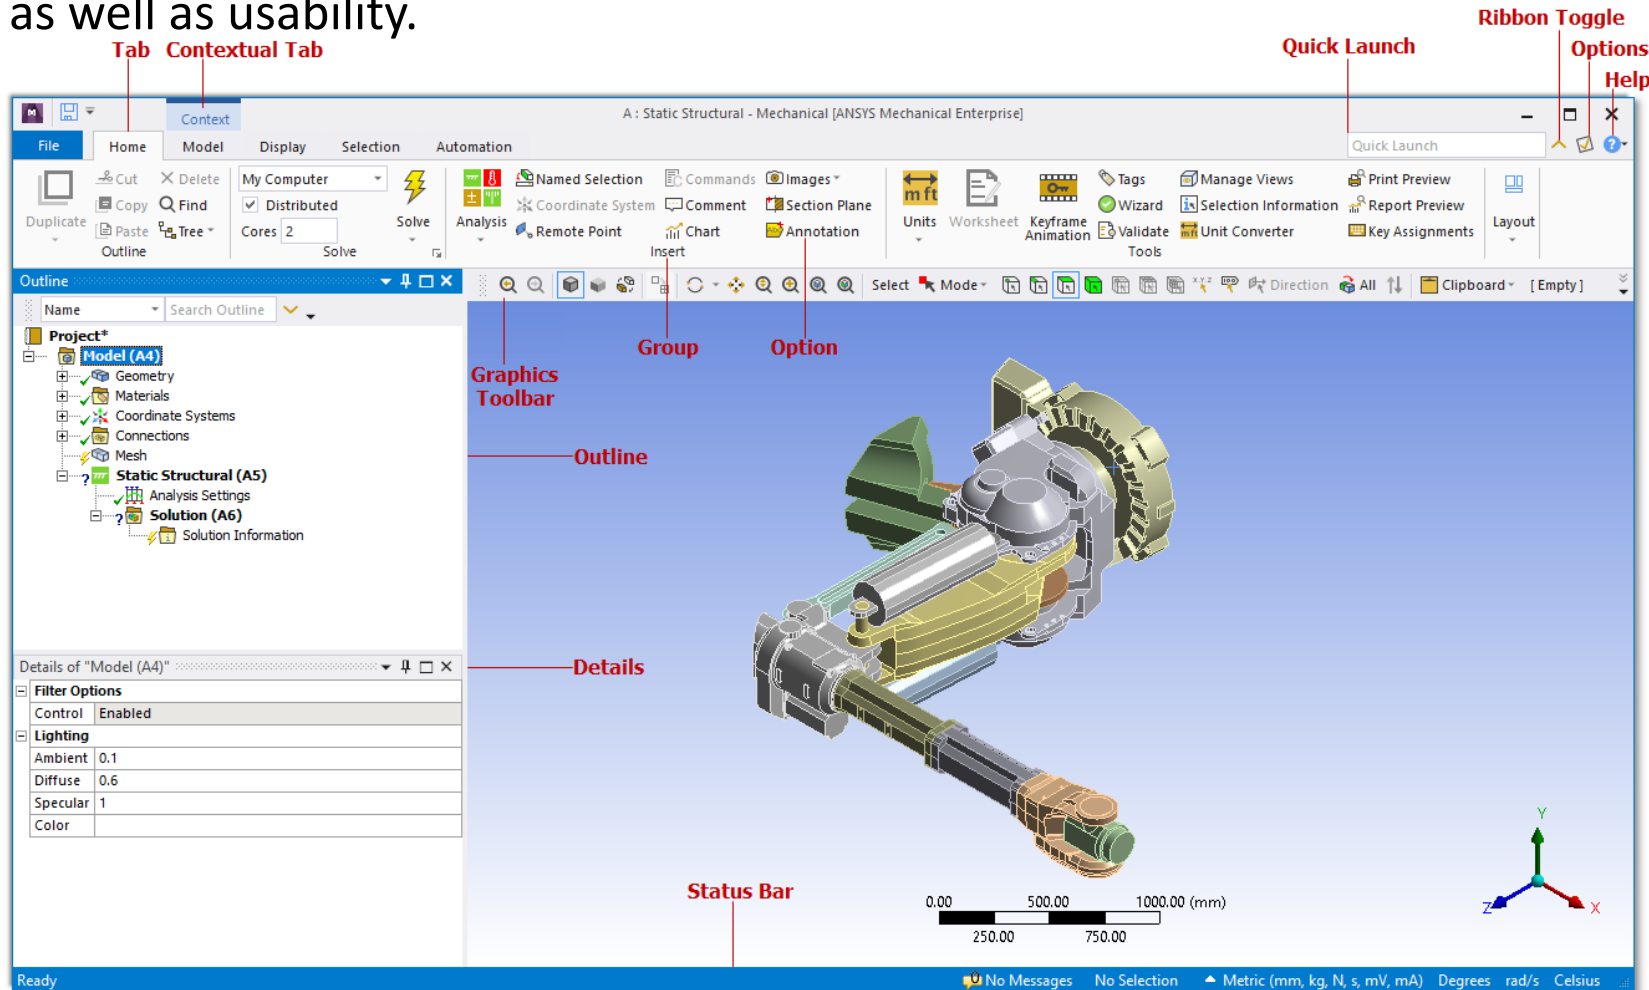 as well as usability.
Ribbon Toggle
Tab Contextual Tab
Quick Launch
Options
Help
Context
A : Static Structural - Mechanical [ANSYS Mechanical Enterprise]
File Home Model Display Selection Automation
Quick Launch
Duplicate
Cut
Copy
Paste
Delete
Find
Tree
Outline
My Computer
Distributed
Cores 2
Solve
Solve
Analysis
Named Selection
Coordinate System
Remote Point
Commands
Comment
Chart
Images
Section Plane
Annotation
Insert
Units
Worksheet
Keyframe
Animation
Tags
Wizard
Validate
Manage Views
Selection Information
Unit Converter
Print Preview
Report Preview
Key Assignments
Tools
Layout
Outline
Select Mode Direction All Clipboard [Empty]
Name Search Outline
Project*
Model (A4)
Geometry
Materials
Coordinate Systems
Connections
Mesh
Static Structural (A5)
Analysis Settings
Solution (A6)
Solution Information
Group
Option
Graphics
Toolbar
Outline
Details
Details of "Model (A4)"
Filter Options
Control Enabled
Lighting
Ambient 0.1
Diffuse 0.6
Specular 1
Color
Status Bar
0.00 500.00 1000.00 (mm)
250.00 750.00
Y
Z X
Ready
No Messages No Selection Metric (mm, kg, N, s, mV, mA) Degrees rad/s Celsius